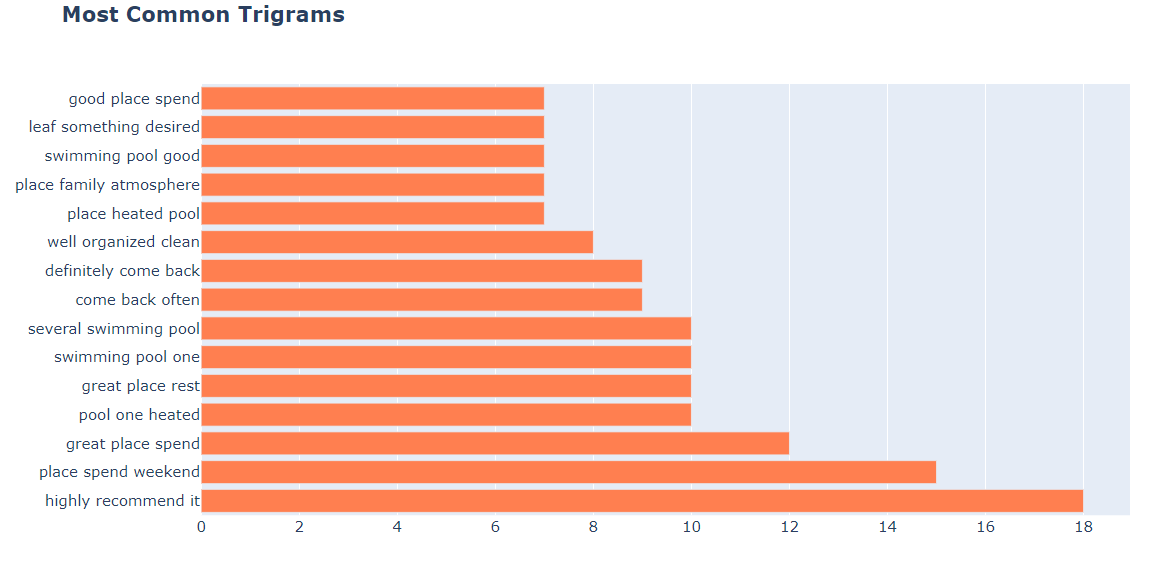 Most Common Trigrams
good place spend
leaf something desired
swimming pool good
place family atmosphere
place heated pool
well organized clean
definitely come back
come back often
several swimming pool
swimming pool one
great place rest
pool one heated
great place spend
place spend weekend
highly recommend it
0 2 4 6 8 10 12 14 16 18